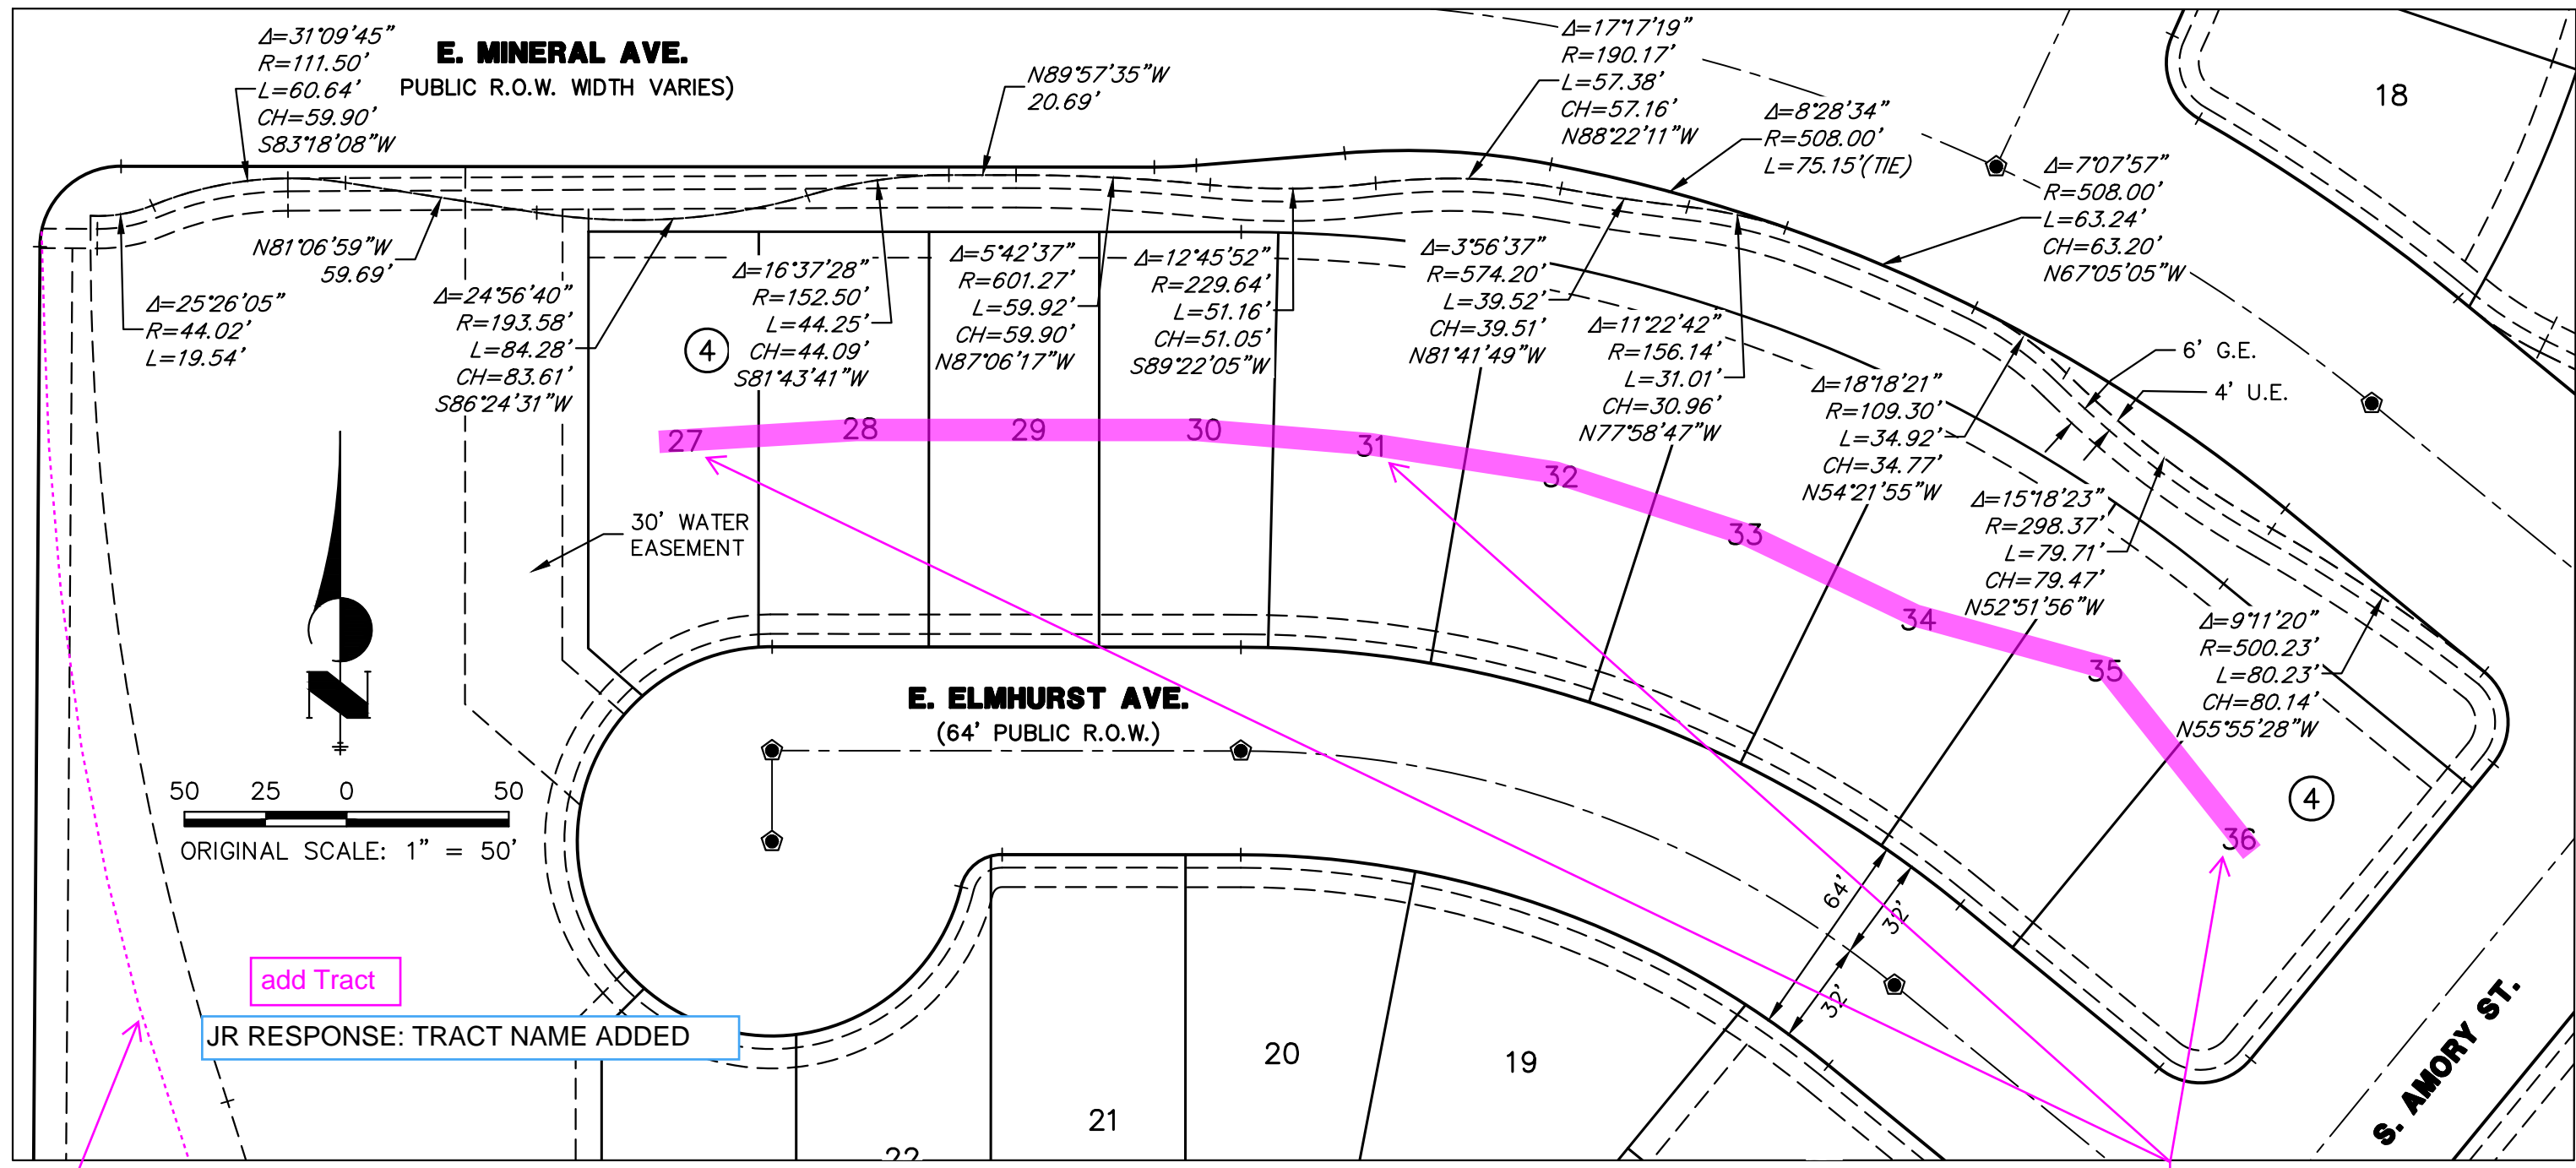 Δ=31°09'45"
R=111.50'
L=60.64'
CH=59.90'
S83°18'08"W
E. MINERAL AVE.
PUBLIC R.O.W. WIDTH VARIES)
N89°57'35"W
20.69'
Δ=17°17'19"
R=190.17'
L=57.38'
CH=57.16'
N88°22'11"W
Δ=8°28'34"
R=508.00'
L=75.15'(TIE)
Δ=7°07'57"
R=508.00'
L=63.24'
CH=63.20'
N67°05'05"W
18
N81°06'59"W
59.69'
Δ=25°26'05"
R=44.02'
L=19.54'
Δ=24°56'40"
R=193.58'
L=84.28'
CH=83.61'
S86°24'31"W
4
Δ=16°37'28"
R=152.50'
L=44.25'
CH=44.09'
S81°43'41"W
Δ=5°42'37"
R=601.27'
L=59.92'
CH=59.90'
N87°06'17"W
Δ=12°45'52"
R=229.64'
L=51.16'
CH=51.05'
S89°22'05"W
Δ=3°56'37"
R=574.20'
L=39.52'
CH=39.51'
N81°41'49"W
Δ=11°22'42"
R=156.14'
L=31.01'
CH=30.96'
N77°58'47"W
Δ=18°18'21"
R=109.30'
L=34.92'
CH=34.77'
N54°21'55"W
6' G.E.
4' U.E.
Δ=15°18'23"
R=298.37'
L=79.71'
CH=79.47'
N52°51'56"W
Δ=9°11'20"
R=500.23'
L=80.23'
CH=80.14'
N55°55'28"W
27
28
29
30
31
32
33
34
35
36
4
30' WATER
EASEMENT
N
50 25 0 50
ORIGINAL SCALE: 1" = 50'
E. ELMHURST AVE.
(64' PUBLIC R.O.W.)
64'
32'
32'
add Tract
JR RESPONSE: TRACT NAME ADDED
22
21
20
19
S. AMORY ST.